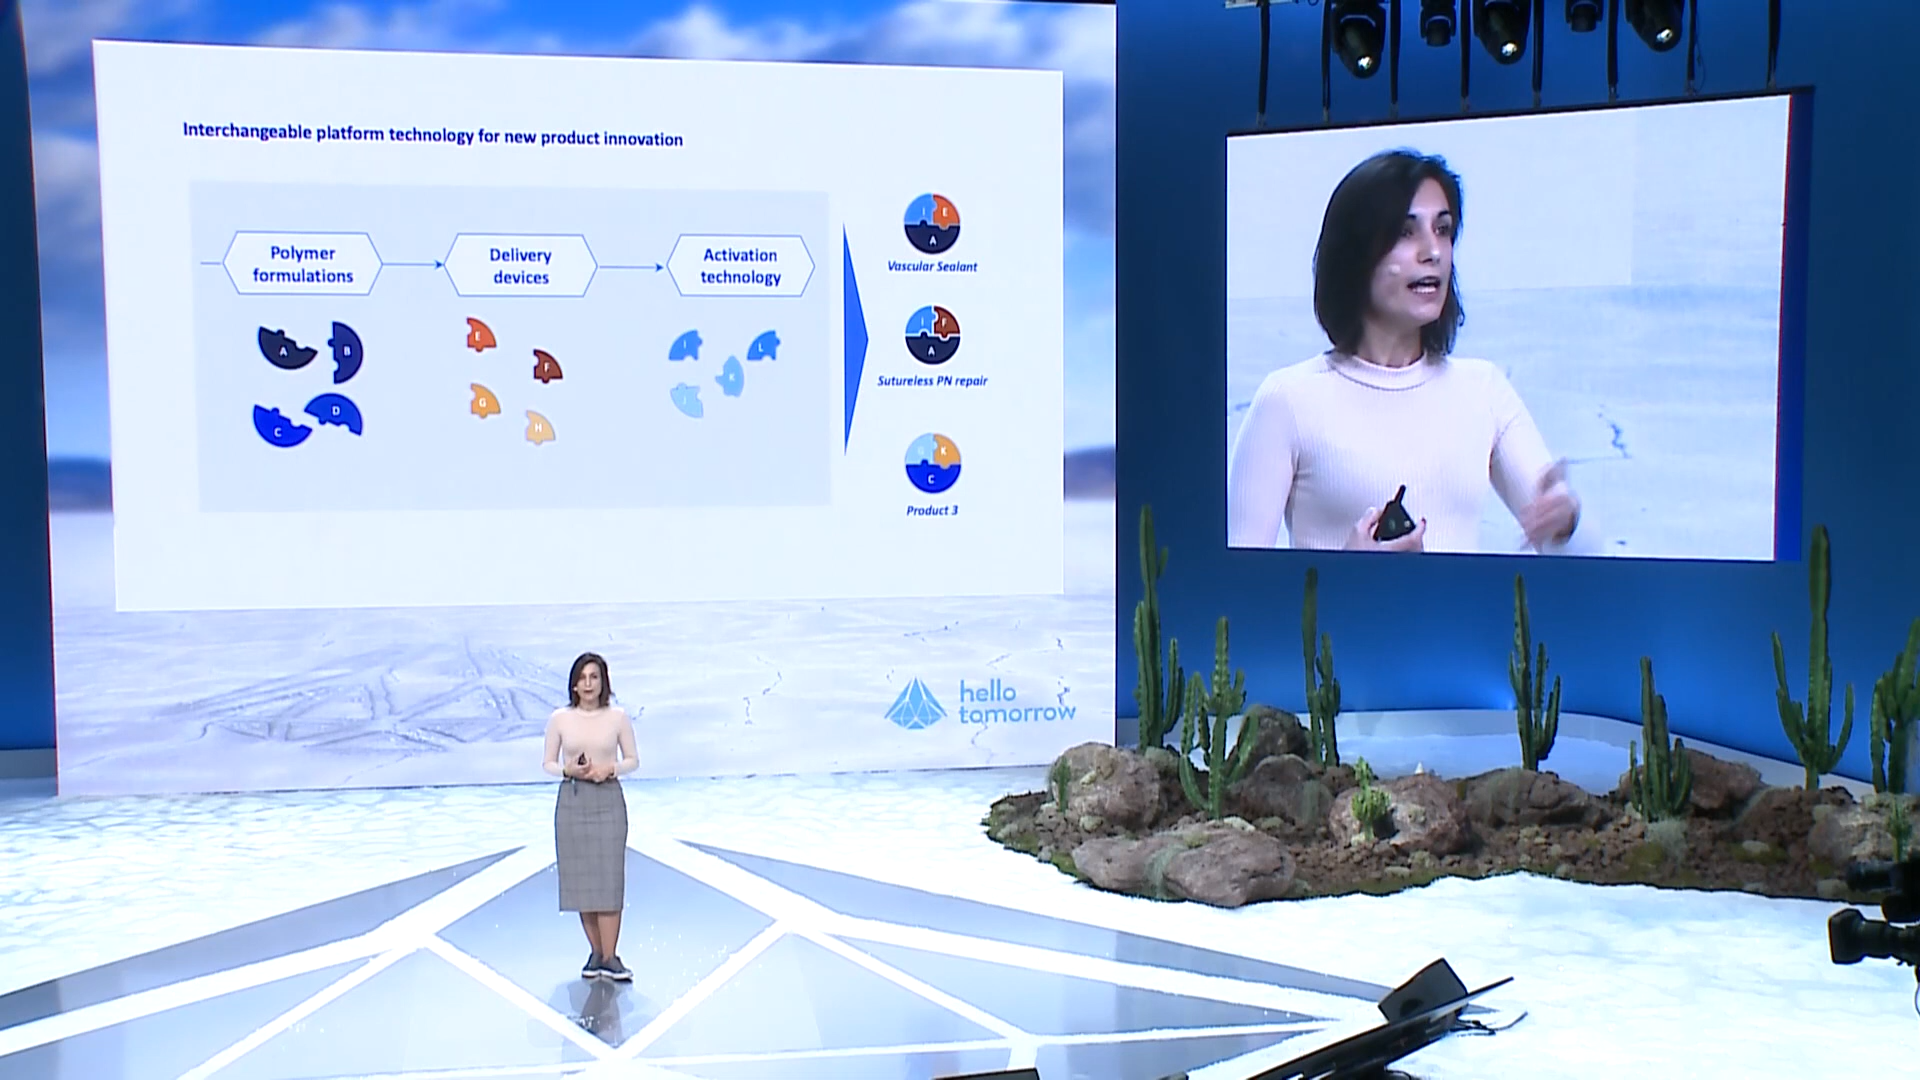 Interchangeable platform technology for new product innovation
Polymer
formulations
Delivery
devices
Activation
technology
A
B
C
D
E
F
G
H
I
L
K
J
I
E
A
Vascular Sealant
I
F
A
Sutureless PN repair
G
K
C
Product 3
hello
tomorrow